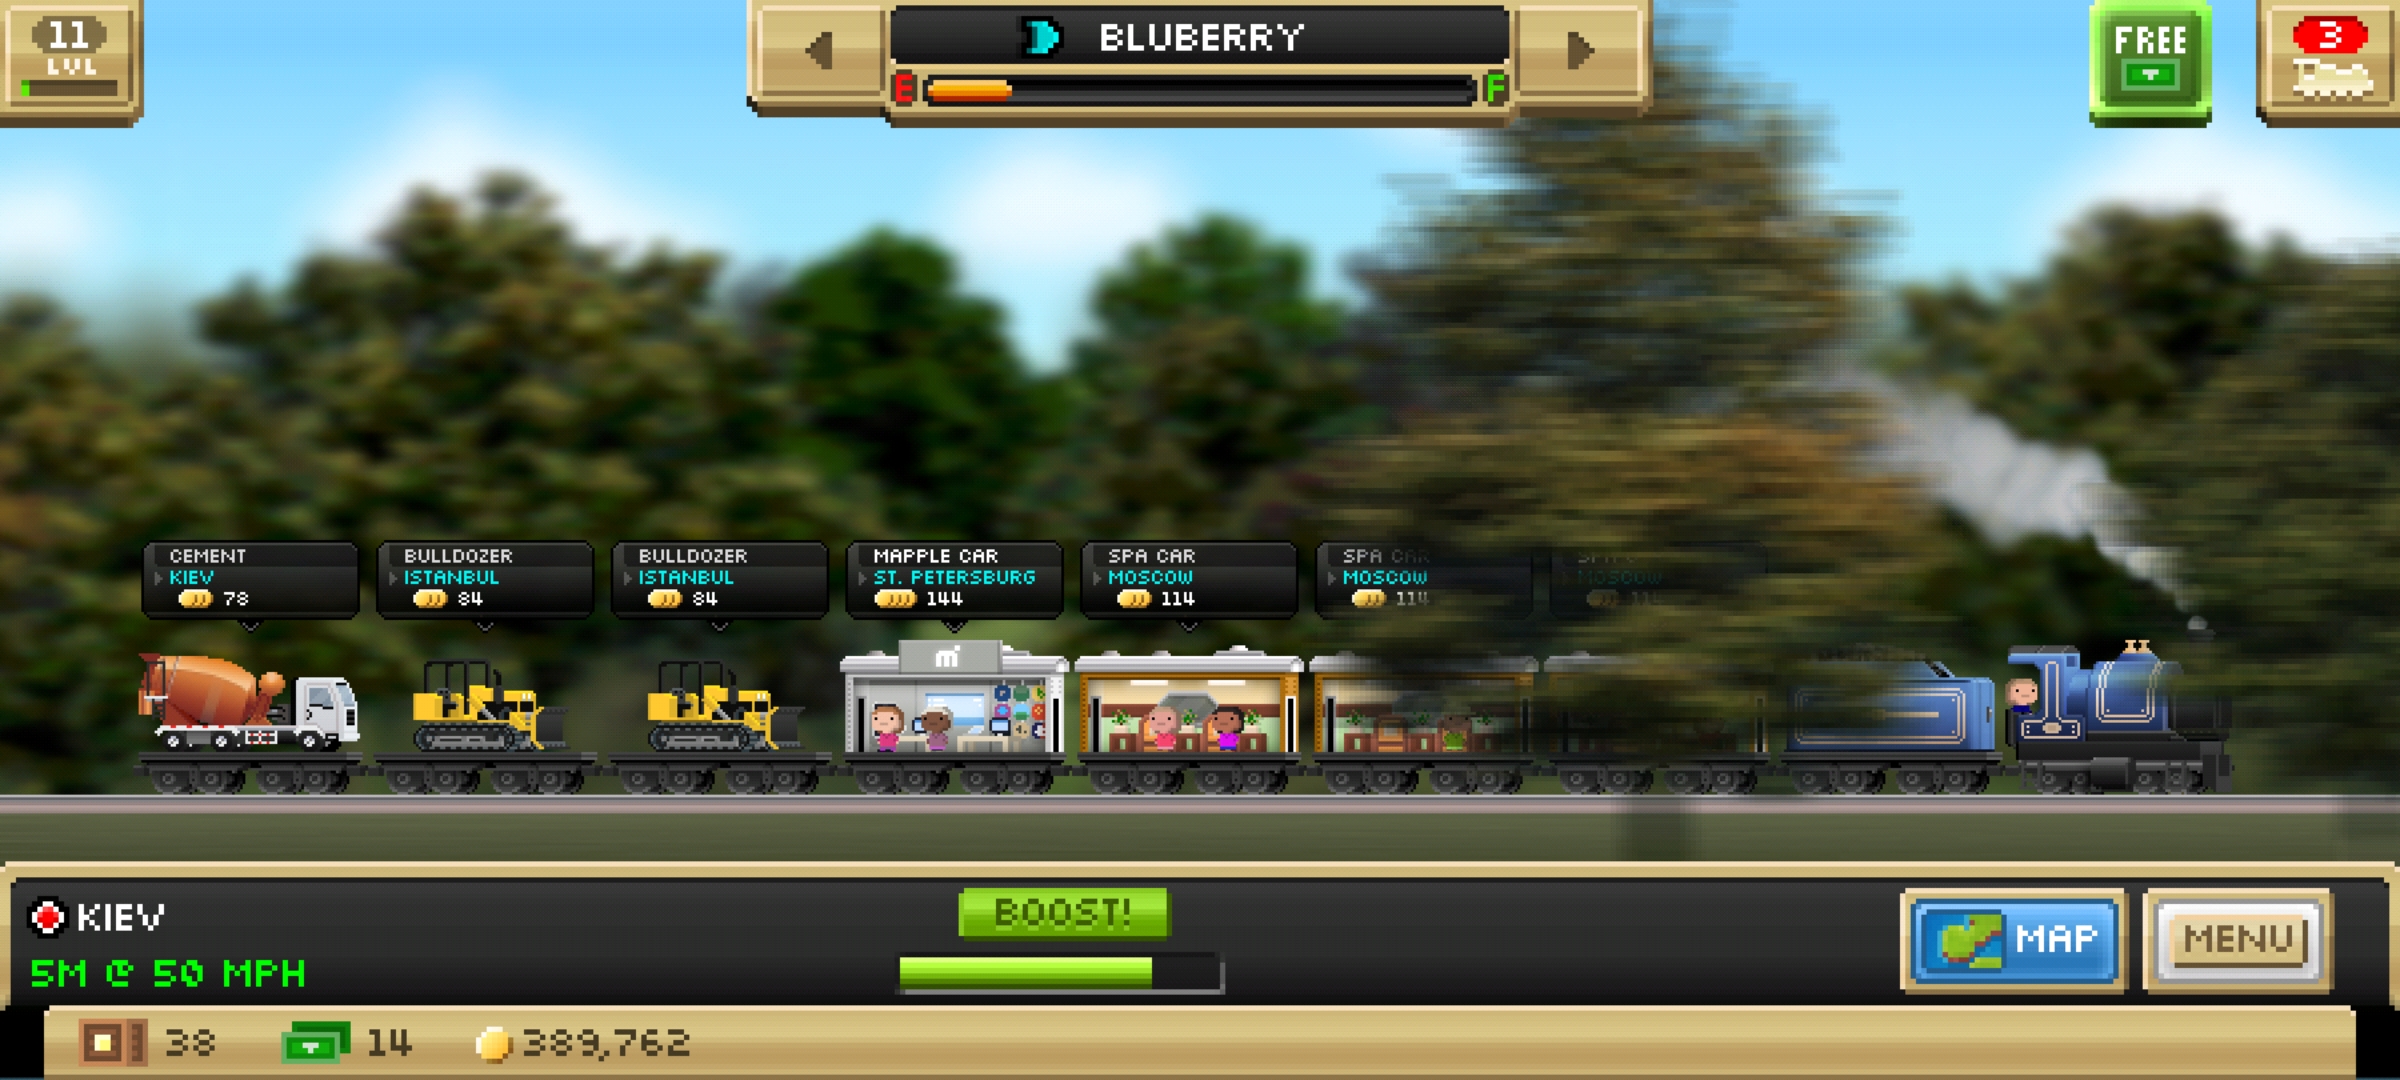 11
LVL
BLUBERRY
E
F
FREE
3
CEMENT
KIEV
78
BULLDOZER
ISTANBUL
84
BULLDOZER
ISTANBUL
84
MAPPLE CAR
ST. PETERSBURG
144
SPA CAR
MOSCOW
114
SPA CAR
MOSCOW
114
SPA
MOSCOW
m
KIEV
5M @ 50 MPH
BOOST!
MAP
MENU
38
14
389,762